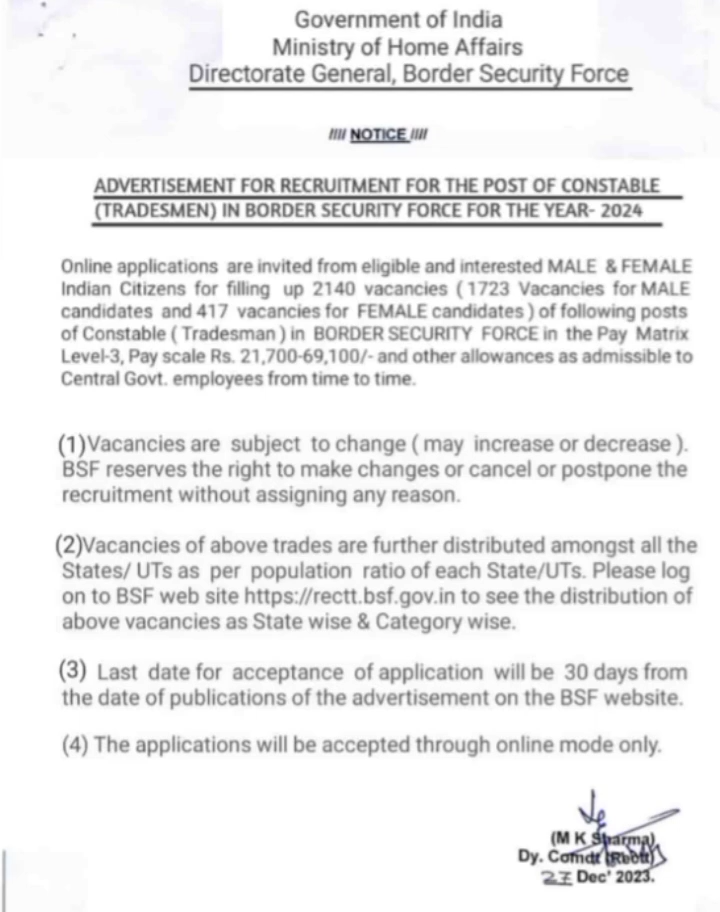 Government of India
Ministry of Home Affairs
Directorate General, Border Security Force
//// NOTICE ////
ADVERTISEMENT FOR RECRUITMENT FOR THE POST OF CONSTABLE
(TRADESMEN) IN BORDER SECURITY FORCE FOR THE YEAR- 2024
Online applications are invited from eligible and interested MALE & FEMALE
Indian Citizens for filling up 2140 vacancies ( 1723 Vacancies for MALE
candidates and 417 vacancies for FEMALE candidates ) of following posts
of Constable ( Tradesman ) in BORDER SECURITY FORCE in the Pay Matrix
Level-3, Pay scale Rs. 21,700-69,100/- and other allowances as admissible to
Central Govt. employees from time to time.
(1)Vacancies are subject to change ( may increase or decrease ).
BSF reserves the right to make changes or cancel or postpone the
recruitment without assigning any reason.
(2)Vacancies of above trades are further distributed amongst all the
States/ UTs as per population ratio of each State/UTs. Please log
on to BSF web site https://rectt.bsf.gov.in to see the distribution of
above vacancies as State wise & Category wise.
(3) Last date for acceptance of application will be 30 days from
the date of publications of the advertisement on the BSF website.
(4) The applications will be accepted through online mode only.
(M K Sharma)
Dy. Comdt (Rectt)
27 Dec' 2023.